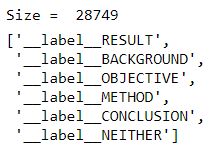 Size =  28749
['__label__RESULT',
 '__label__BACKGROUND',
 '__label__OBJECTIVE',
 '__label__METHOD',
 '__label__CONCLUSION',
 '__label__NEITHER']